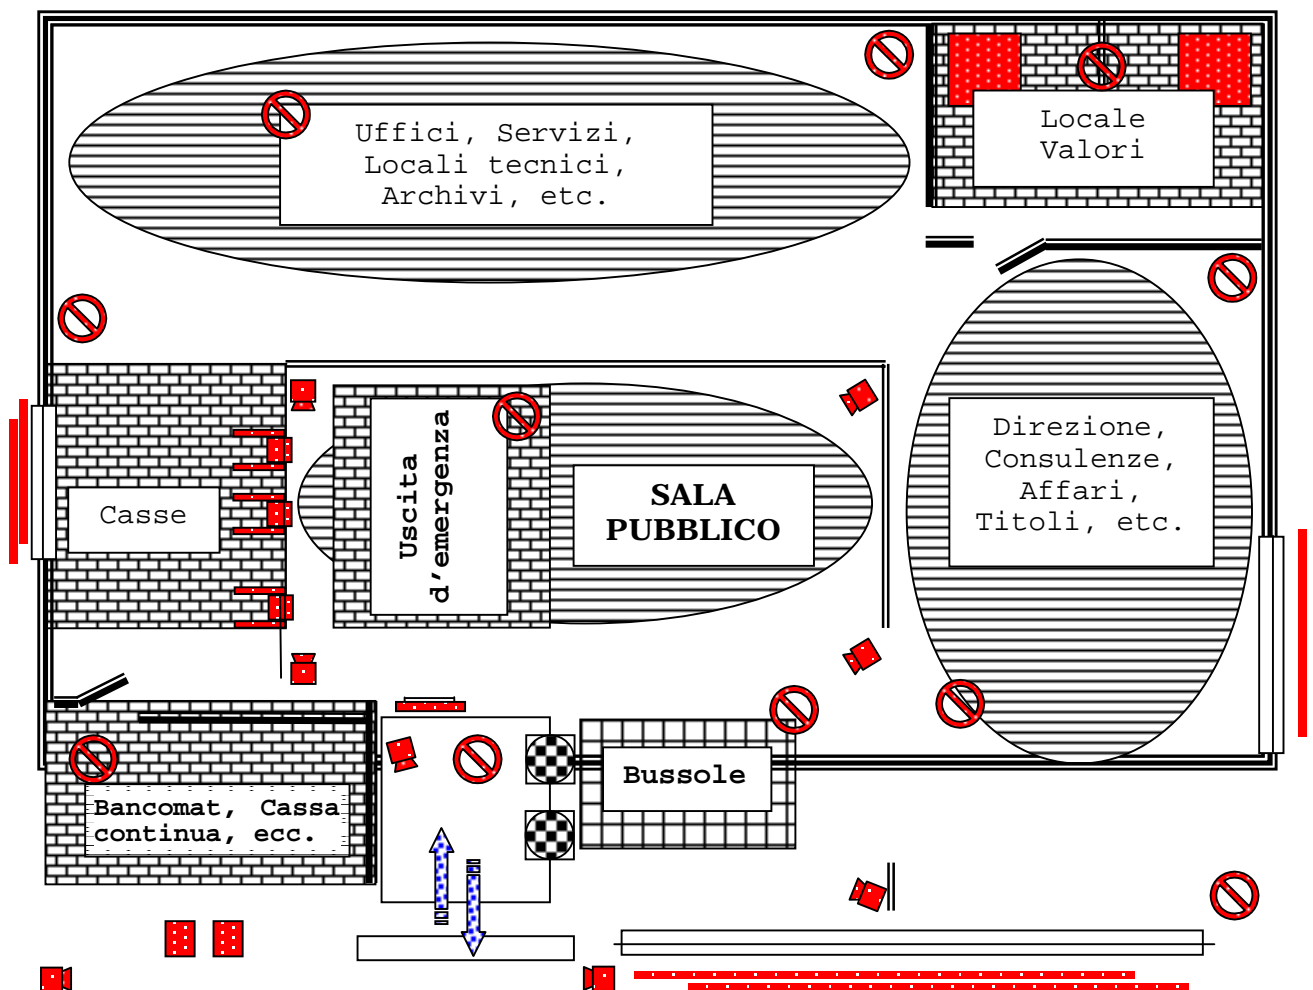 Uffici, Servizi,
Locali tecnici,
Archivi, etc.
Locale
Valori
Casse
Uscita
d’emergenza
SALA
PUBBLICO
Direzione,
Consulenze,
Affari,
Titoli, etc.
Bussole
Bancomat, Cassa
continua, ecc.